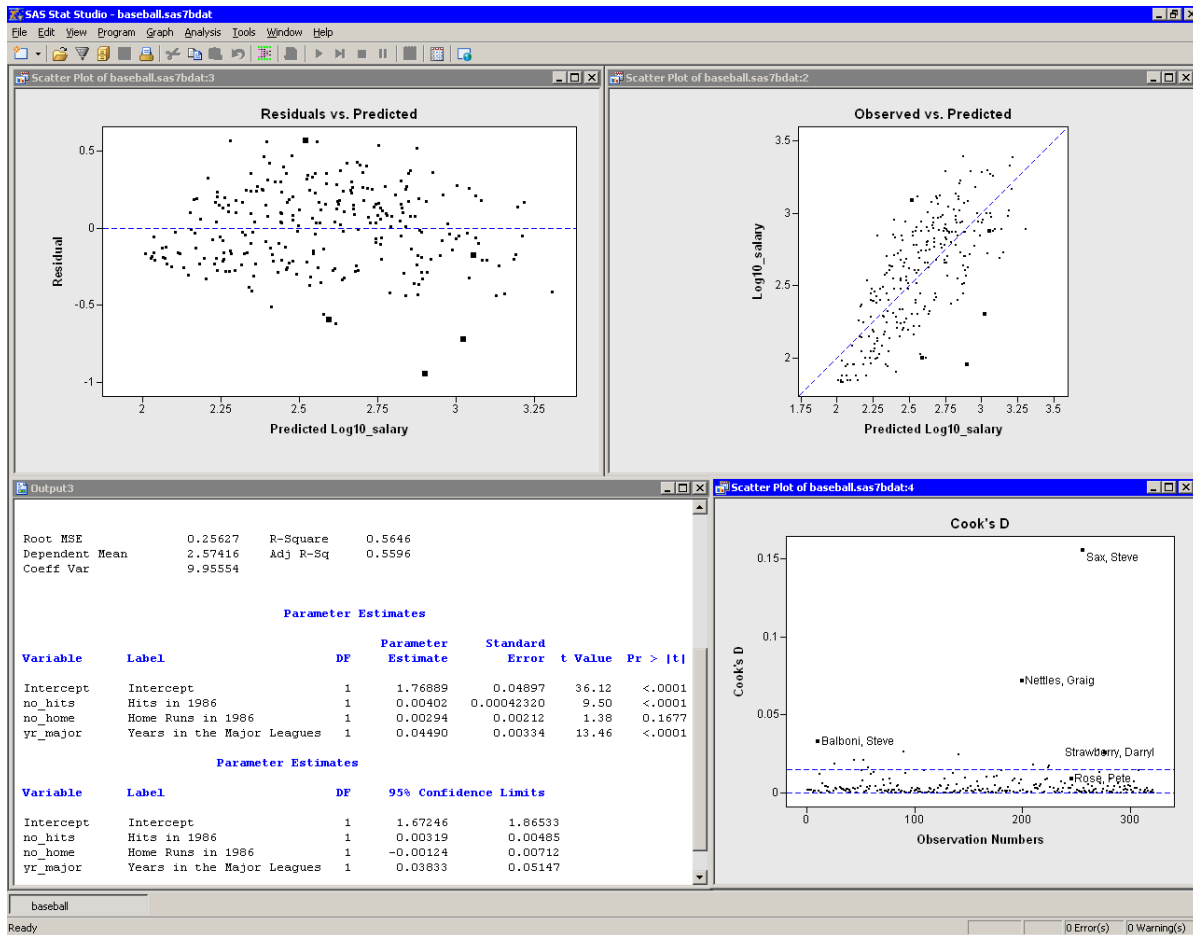 SAS Stat Studio - baseball.sas7bdat
File Edit View Program Graph Analysis Tools Window Help
Scatter Plot of baseball.sas7bdat:3
Residuals vs. Predicted
0.5
0
-0.5
-1
Residual
2 2.25 2.5 2.75 3 3.25
Predicted Log10_salary
Scatter Plot of baseball.sas7bdat:2
Observed vs. Predicted
3.5
3
2.5
2
Log10_salary
1.75 2 2.25 2.5 2.75 3 3.25 3.5
Predicted Log10_salary
Output3
Root MSE 0.25627 R-Square 0.5646
Dependent Mean 2.57416 Adj R-Sq 0.5596
Coeff Var 9.95554
Parameter Estimates
Parameter Standard
Variable Label DF Estimate Error t Value Pr > |t|
Intercept Intercept 1 1.76889 0.04897 36.12 <.0001
no_hits Hits in 1986 1 0.00402 0.00042320 9.50 <.0001
no_home Home Runs in 1986 1 0.00294 0.00212 1.38 0.1677
yr_major Years in the Major Leagues 1 0.04490 0.00334 13.46 <.0001
Parameter Estimates
Variable Label DF 95% Confidence Limits
Intercept Intercept 1 1.67246 1.86533
no_hits Hits in 1986 1 0.00319 0.00485
no_home Home Runs in 1986 1 -0.00124 0.00712
yr_major Years in the Major Leagues 1 0.03833 0.05147
Scatter Plot of baseball.sas7bdat:4
Cook's D
0.15
0.1
0.05
0
Cook's D
Sax, Steve
Nettles, Graig
Balboni, Steve
Strawberry, Darryl
Rose, Pete
0 100 200 300
Observation Numbers
baseball
Ready
0 Error(s) 0 Warning(s)